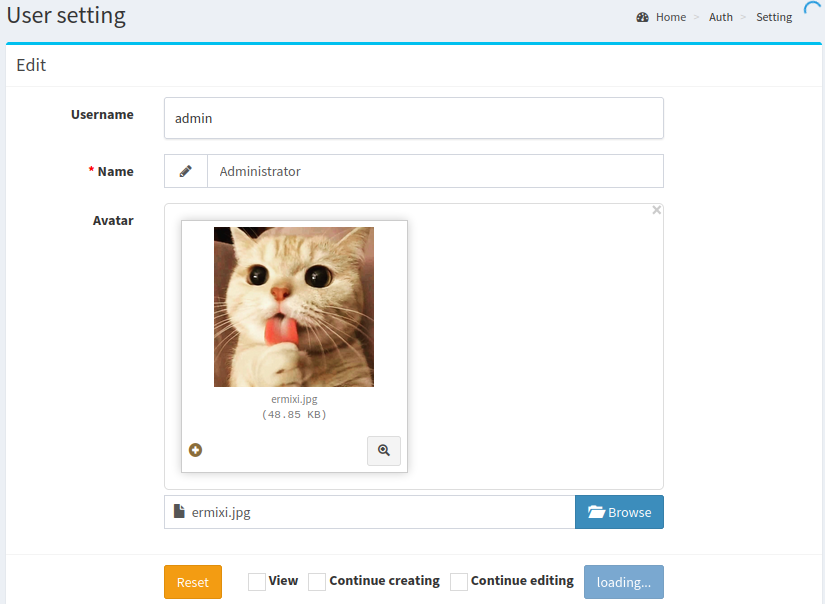 User setting
Home > Auth > Setting
Edit
Username
admin
* Name
Administrator
Avatar
×
ermixi.jpg
(48.85 KB)
ermixi.jpg
Browse
Reset
View
Continue creating
Continue editing
loading...